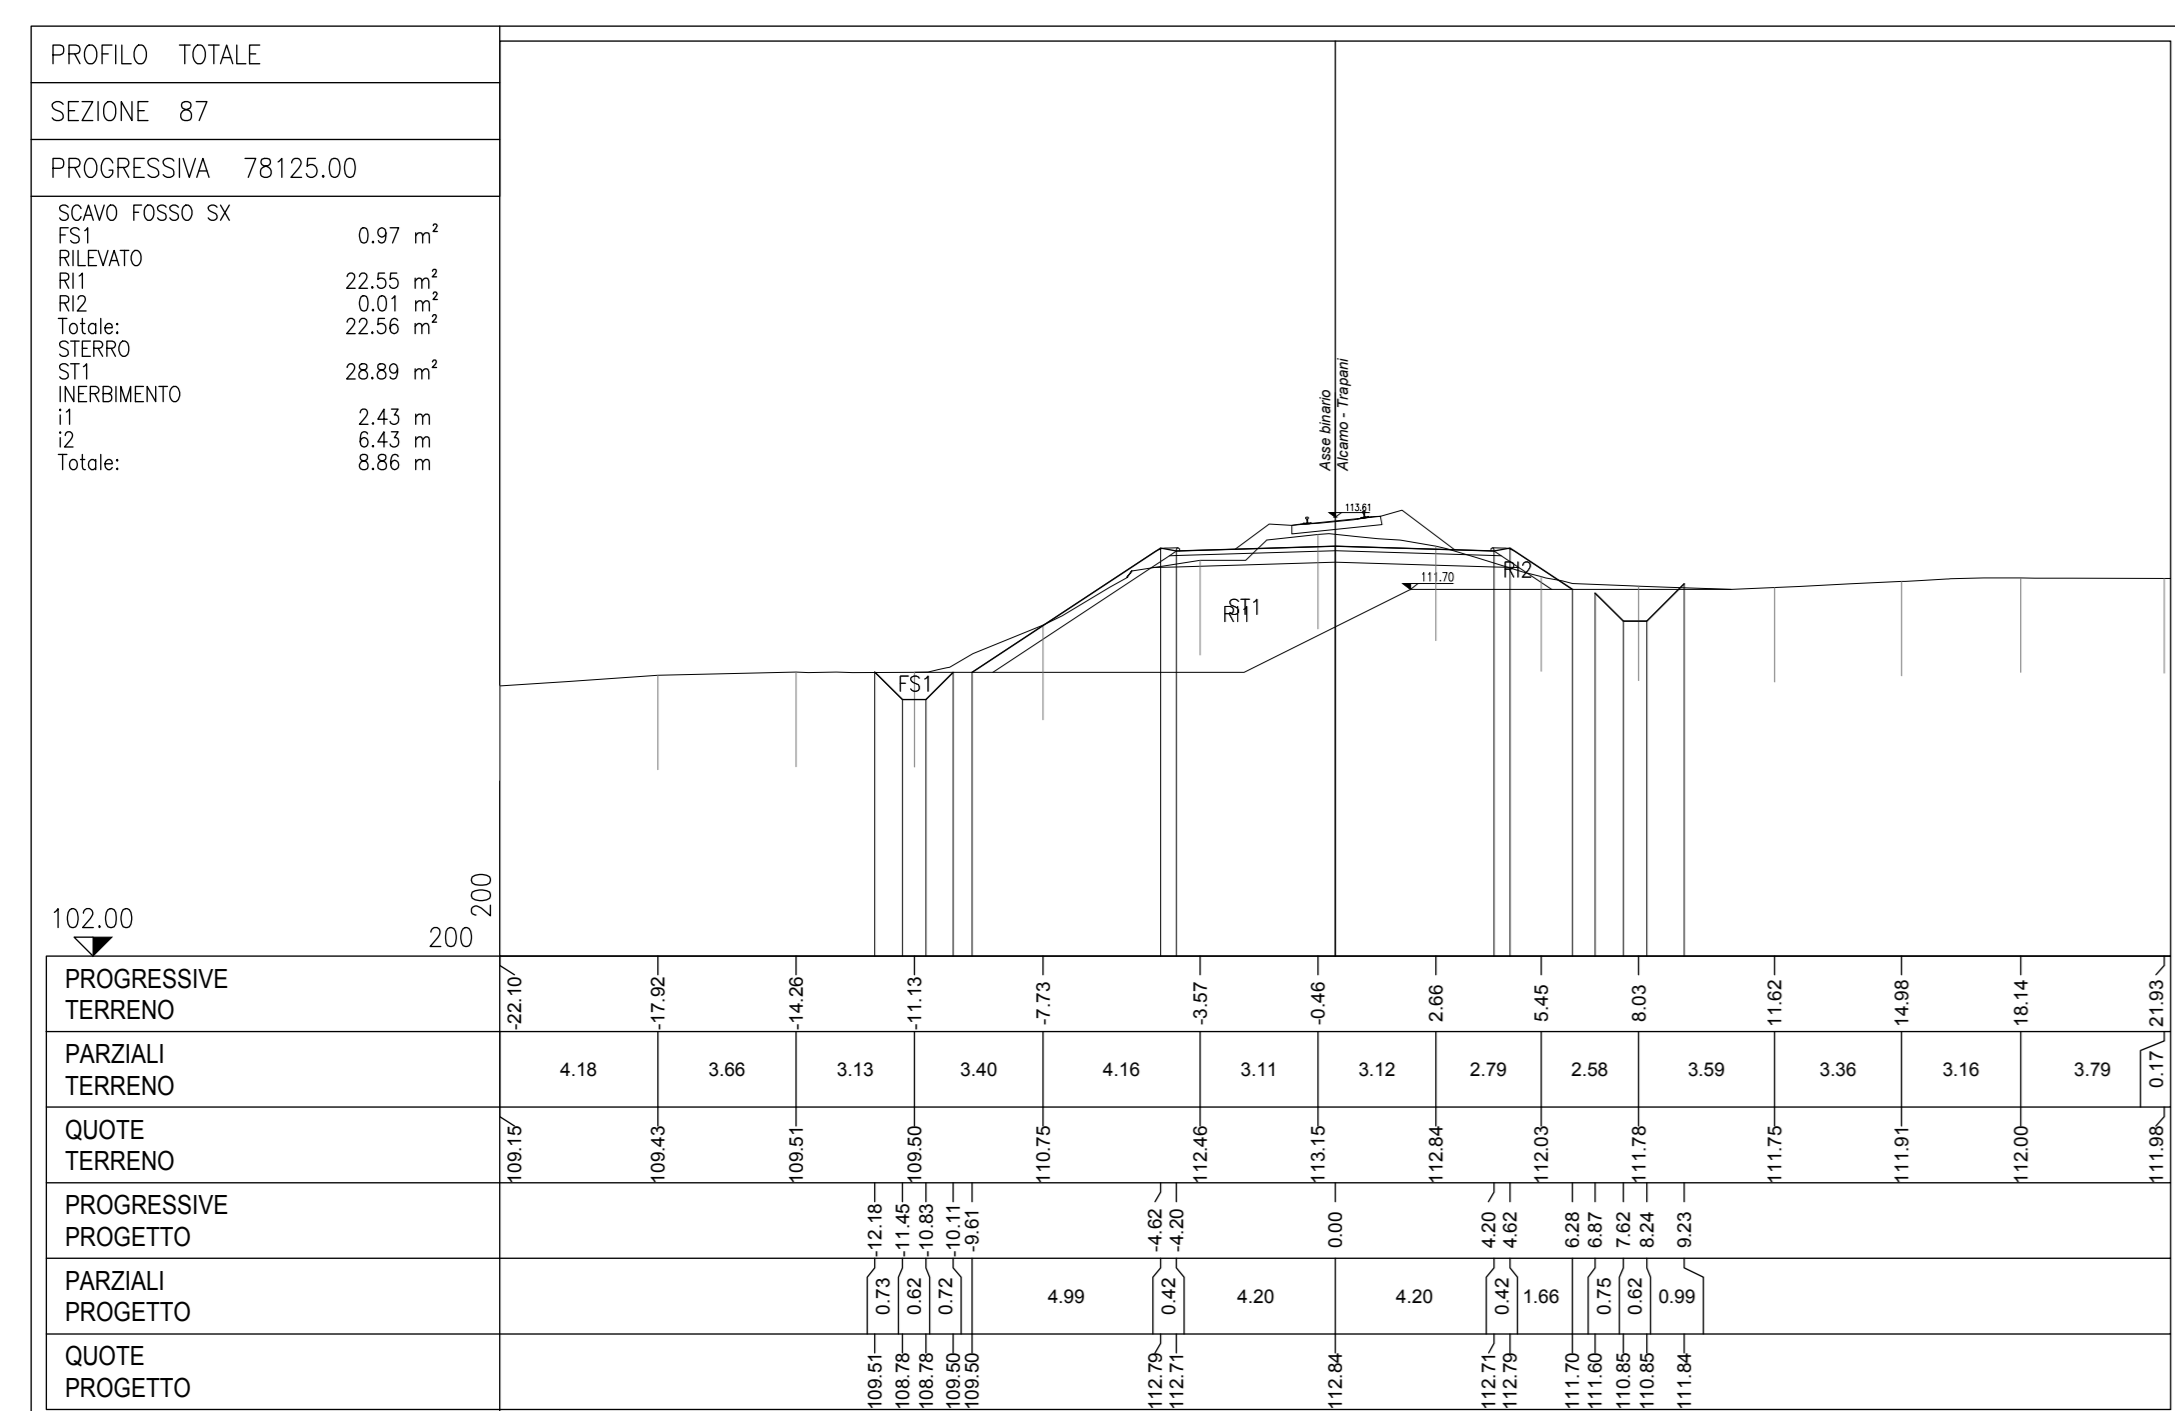 PROFILO TOTALE
SEZIONE 87
PROGRESSIVA 78125.00
SCAVO FOSSO SX
FS1 0.97 m²
RILEVATO
RI1 22.55 m²
RI2 0.01 m²
Totale: 22.56 m²
STERRO
ST1 28.89 m²
INERBIMENTO
i1 2.43 m
i2 6.43 m
Totale: 8.86 m
Asse binario
Alcamo - Trapani
113.61
111.70
RI2
ST1
RI1
FS1
200
102.00
200
PROGRESSIVE
TERRENO
-22.10 -17.92 -14.26 -11.13 -7.73 -3.57 -0.46 2.66 5.45 8.03 11.62 14.98 18.14 21.93
PARZIALI
TERRENO
4.18 3.66 3.13 3.40 4.16 3.11 3.12 2.79 2.58 3.59 3.36 3.16 3.79 0.17
QUOTE
TERRENO
109.15 109.43 109.51 109.50 110.75 112.46 113.15 112.84 112.03 111.78 111.75 111.91 112.00 111.98
PROGRESSIVE
PROGETTO
-12.18 -11.45 -10.83 -10.11 -9.61 -4.62 -4.20 0.00 4.20 4.62 6.28 6.87 7.62 8.24 9.23
PARZIALI
PROGETTO
0.73 0.62 0.72 4.99 0.42 4.20 4.20 0.42 1.66 0.75 0.62 0.99
QUOTE
PROGETTO
109.51 108.78 108.78 109.50 109.50 112.79 112.71 112.84 112.71 112.79 111.70 111.60 110.85 110.85 111.84